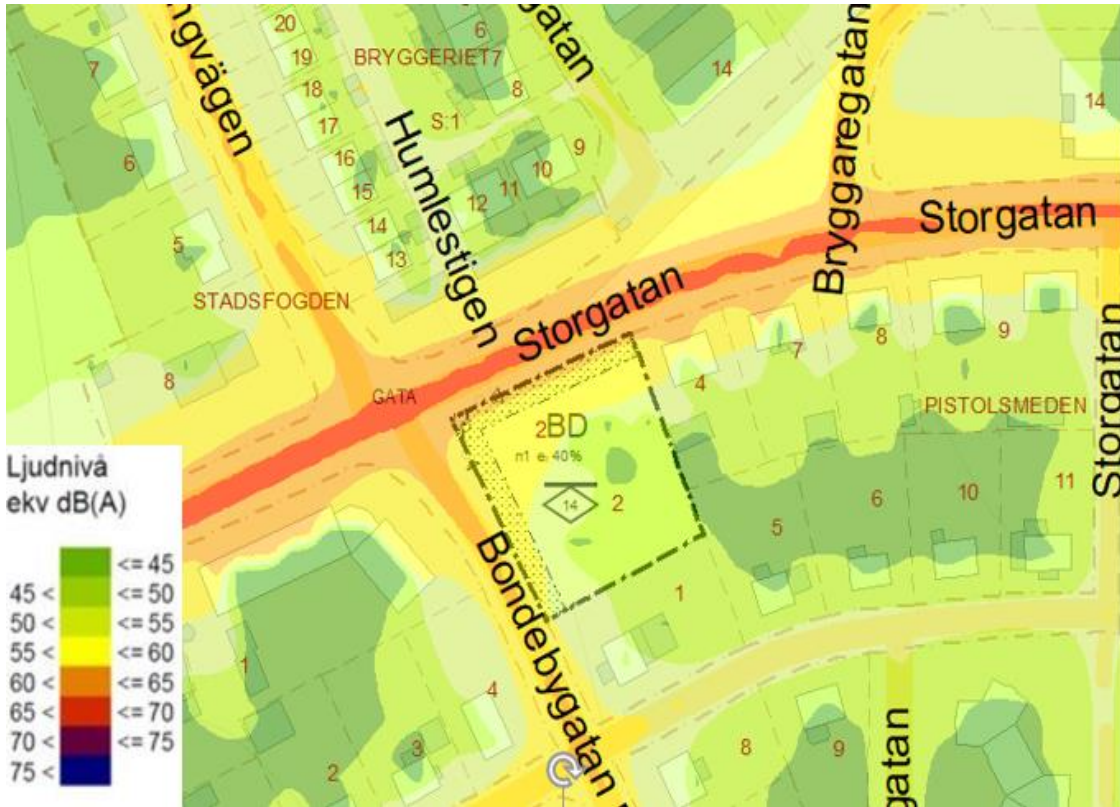 ngvägen
20
19
18
17
16
15
14
13
BRYGGERIET7
6
8
S:1
Humlestigen
12
11
10
9
gatan
14
Bryggaregatan
14
7
6
5
STADSFOGDEN
8
GATA
Storgatan
Storgatan
4
7
8
9
PISTOLSMEDEN
Storgatan
2BD
n1 e1 40%
14
2
5
6
10
11
1
Bondebygatan
1
2
3
4
8
9
gatan
Ljudnivå
ekv dB(A)
<= 45
45 < <= 50
50 < <= 55
55 < <= 60
60 < <= 65
65 < <= 70
70 < <= 75
75 <